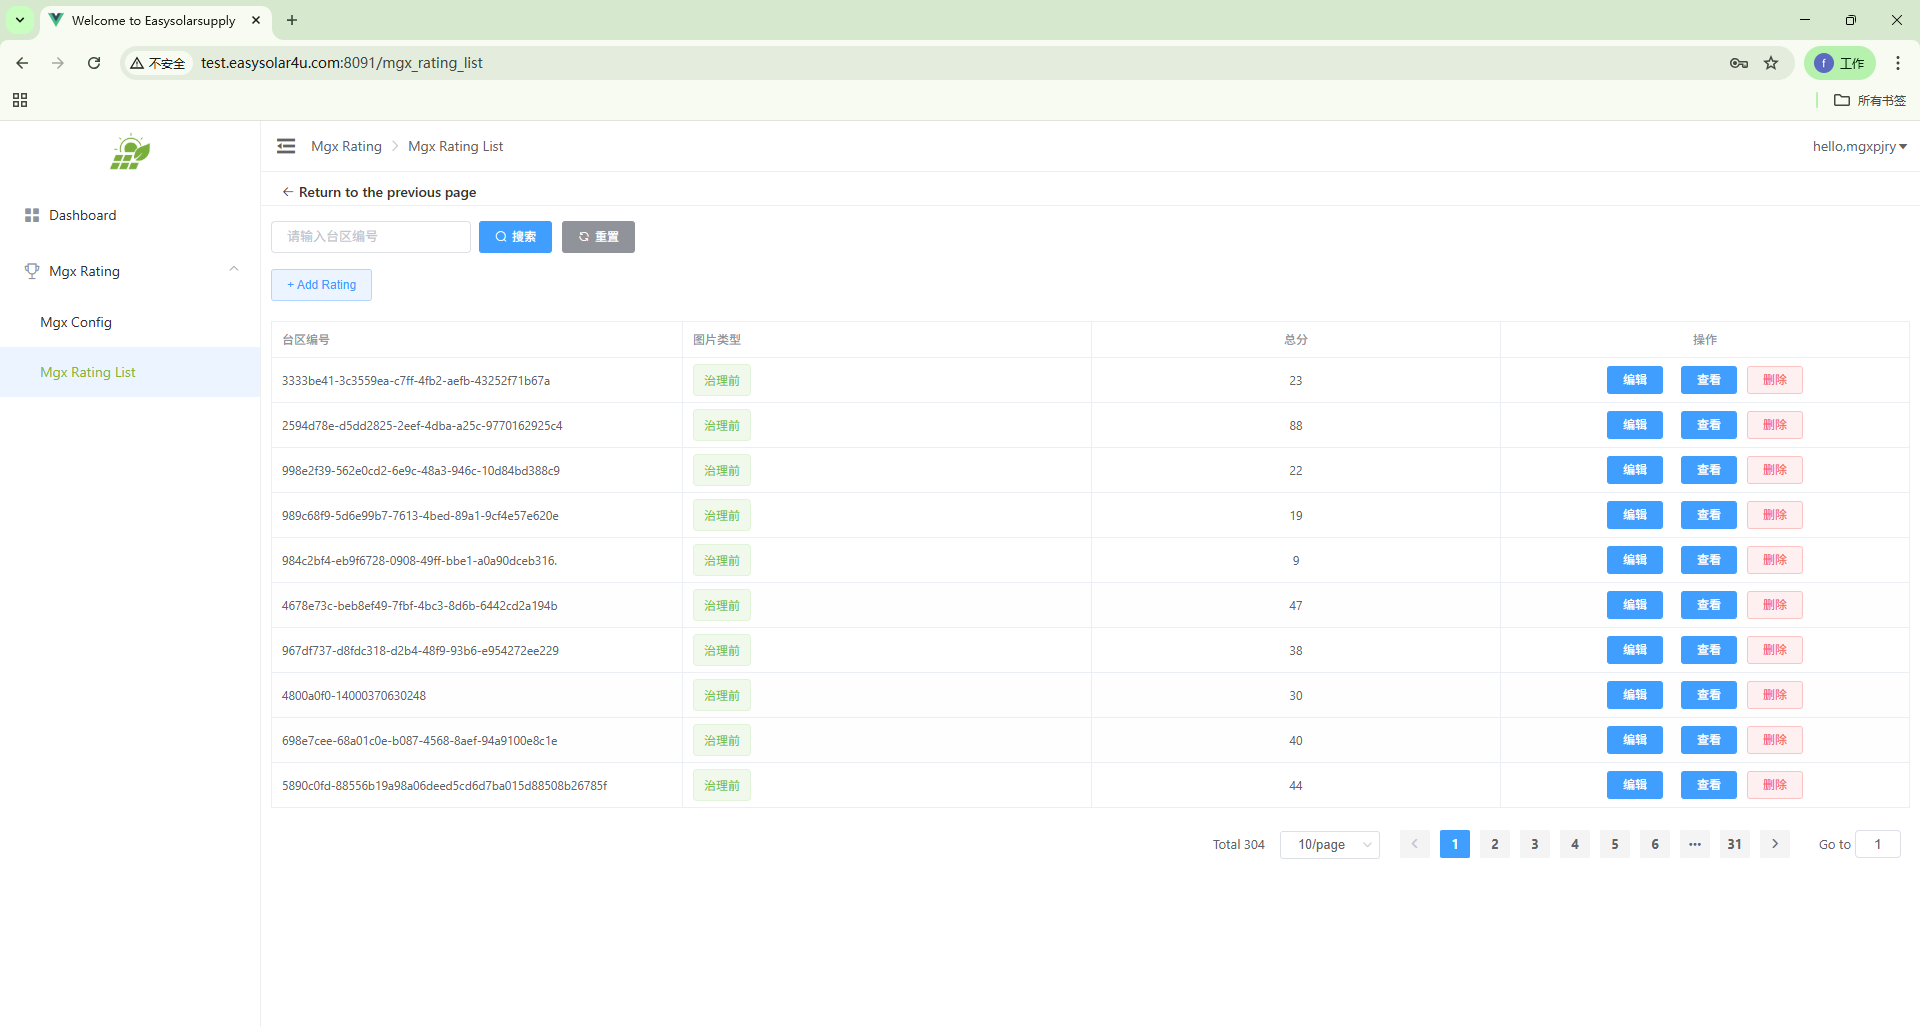 Welcome to Easysolarsupply
不安全 test.easysolar4u.com:8091/mgx_rating_list
f 工作
所有书签
Mgx Rating Mgx Rating List
hello,mgxpjry
Return to the previous page
Dashboard
Mgx Rating
Mgx Config
Mgx Rating List
请输入台区编号 搜索 重置
+ Add Rating
台区编号 图片类型 总分 操作
3333be41-3c3559ea-c7ff-4fb2-aefb-43252f71b67a 治理前 23 编辑 查看 删除
2594d78e-d5dd2825-2eef-4dba-a25c-9770162925c4 治理前 88 编辑 查看 删除
998e2f39-562e0cd2-6e9c-48a3-946c-10d84bd388c9 治理前 22 编辑 查看 删除
989c68f9-5d6e99b7-7613-4bed-89a1-9cf4e57e620e 治理前 19 编辑 查看 删除
984c2bf4-eb9f6728-0908-49ff-bbe1-a0a90dceb316. 治理前 9 编辑 查看 删除
4678e73c-beb8ef49-7fbf-4bc3-8d6b-6442cd2a194b 治理前 47 编辑 查看 删除
967df737-d8fdc318-d2b4-48f9-93b6-e954272ee229 治理前 38 编辑 查看 删除
4800a0f0-14000370630248 治理前 30 编辑 查看 删除
698e7cee-68a01c0e-b087-4568-8aef-94a9100e8c1e 治理前 40 编辑 查看 删除
5890c0fd-88556b19a98a06deed5cd6d7ba015d88508b26785f 治理前 44 编辑 查看 删除
Total 304 10/page 1 2 3 4 5 6 ··· 31 Go to 1